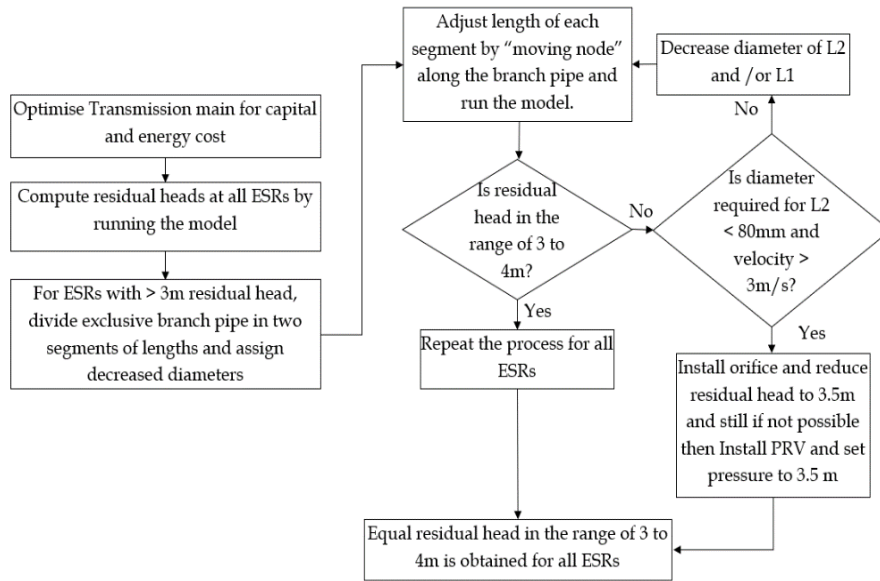 Optimise Transmission main for capital
and energy cost
Compute residual heads at all ESRs by
running the model
For ESRs with > 3m residual head,
divide exclusive branch pipe in two
segments of lengths and assign
decreased diameters
Adjust length of each
segment by “moving node”
along the branch pipe and
run the model.
Is residual
head in the
range of 3 to
4m?
No
Yes
Repeat the process for all
ESRs
Decrease diameter of L2
and /or L1
No
Is diameter
required for L2
< 80mm and
velocity >
3m/s?
Yes
Install orifice and reduce
residual head to 3.5m
and still if not possible
then Install PRV and set
pressure to 3.5 m
Equal residual head in the range of 3 to
4m is obtained for all ESRs